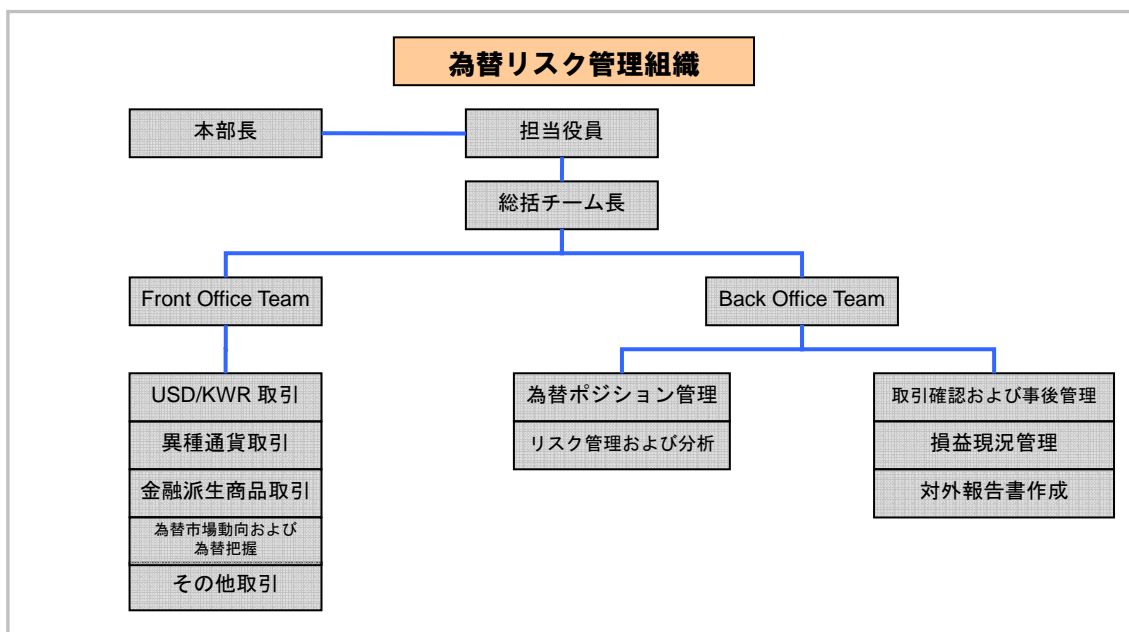 為替リスク管理組織
本部長
担当役員
総括チーム長
Front Office Team
Back Office Team
USD/KWR 取引
異種通貨取引
金融派生商品取引
為替市場動向および
為替把握
その他取引
為替ポジション管理
リスク管理および分析
取引確認および事後管理
損益現況管理
対外報告書作成